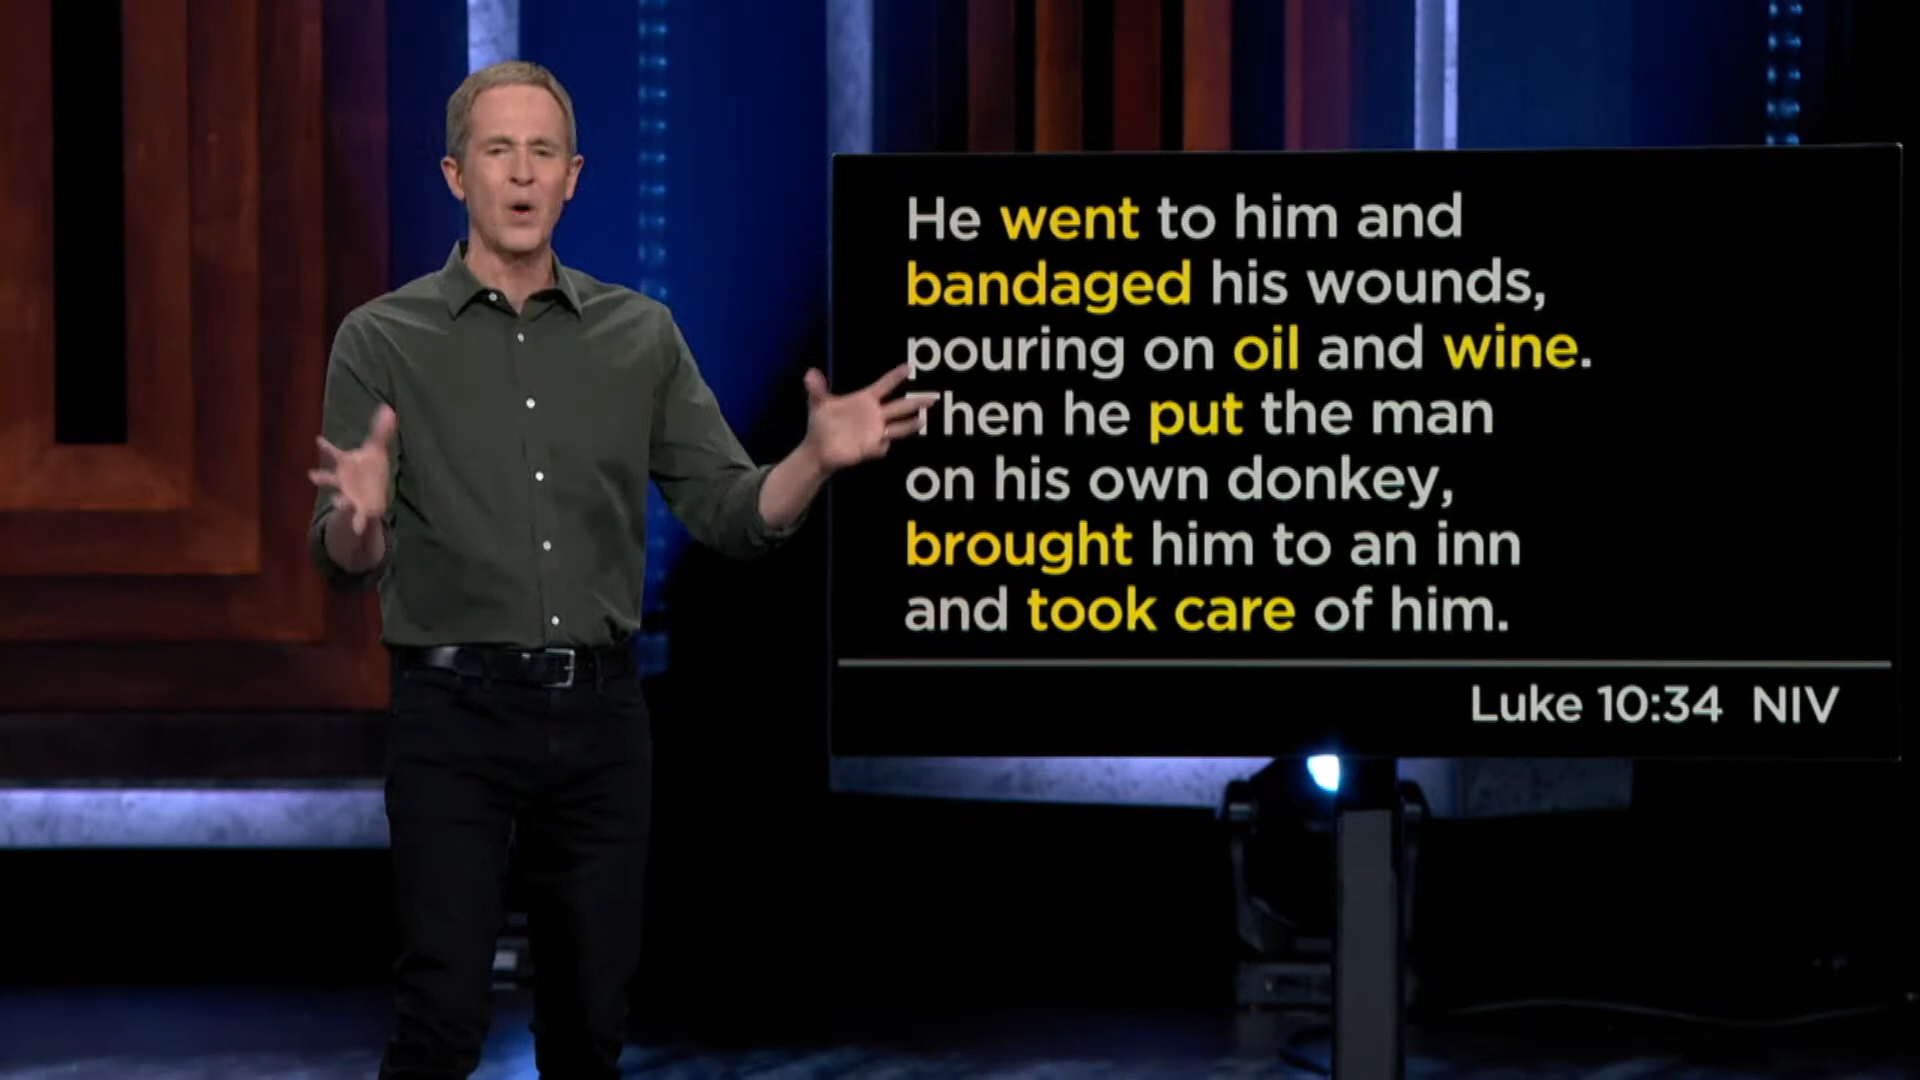 He went to him and
bandaged his wounds,
pouring on oil and wine.
Then he put the man
on his own donkey,
brought him to an inn
and took care of him.
Luke 10:34 NIV